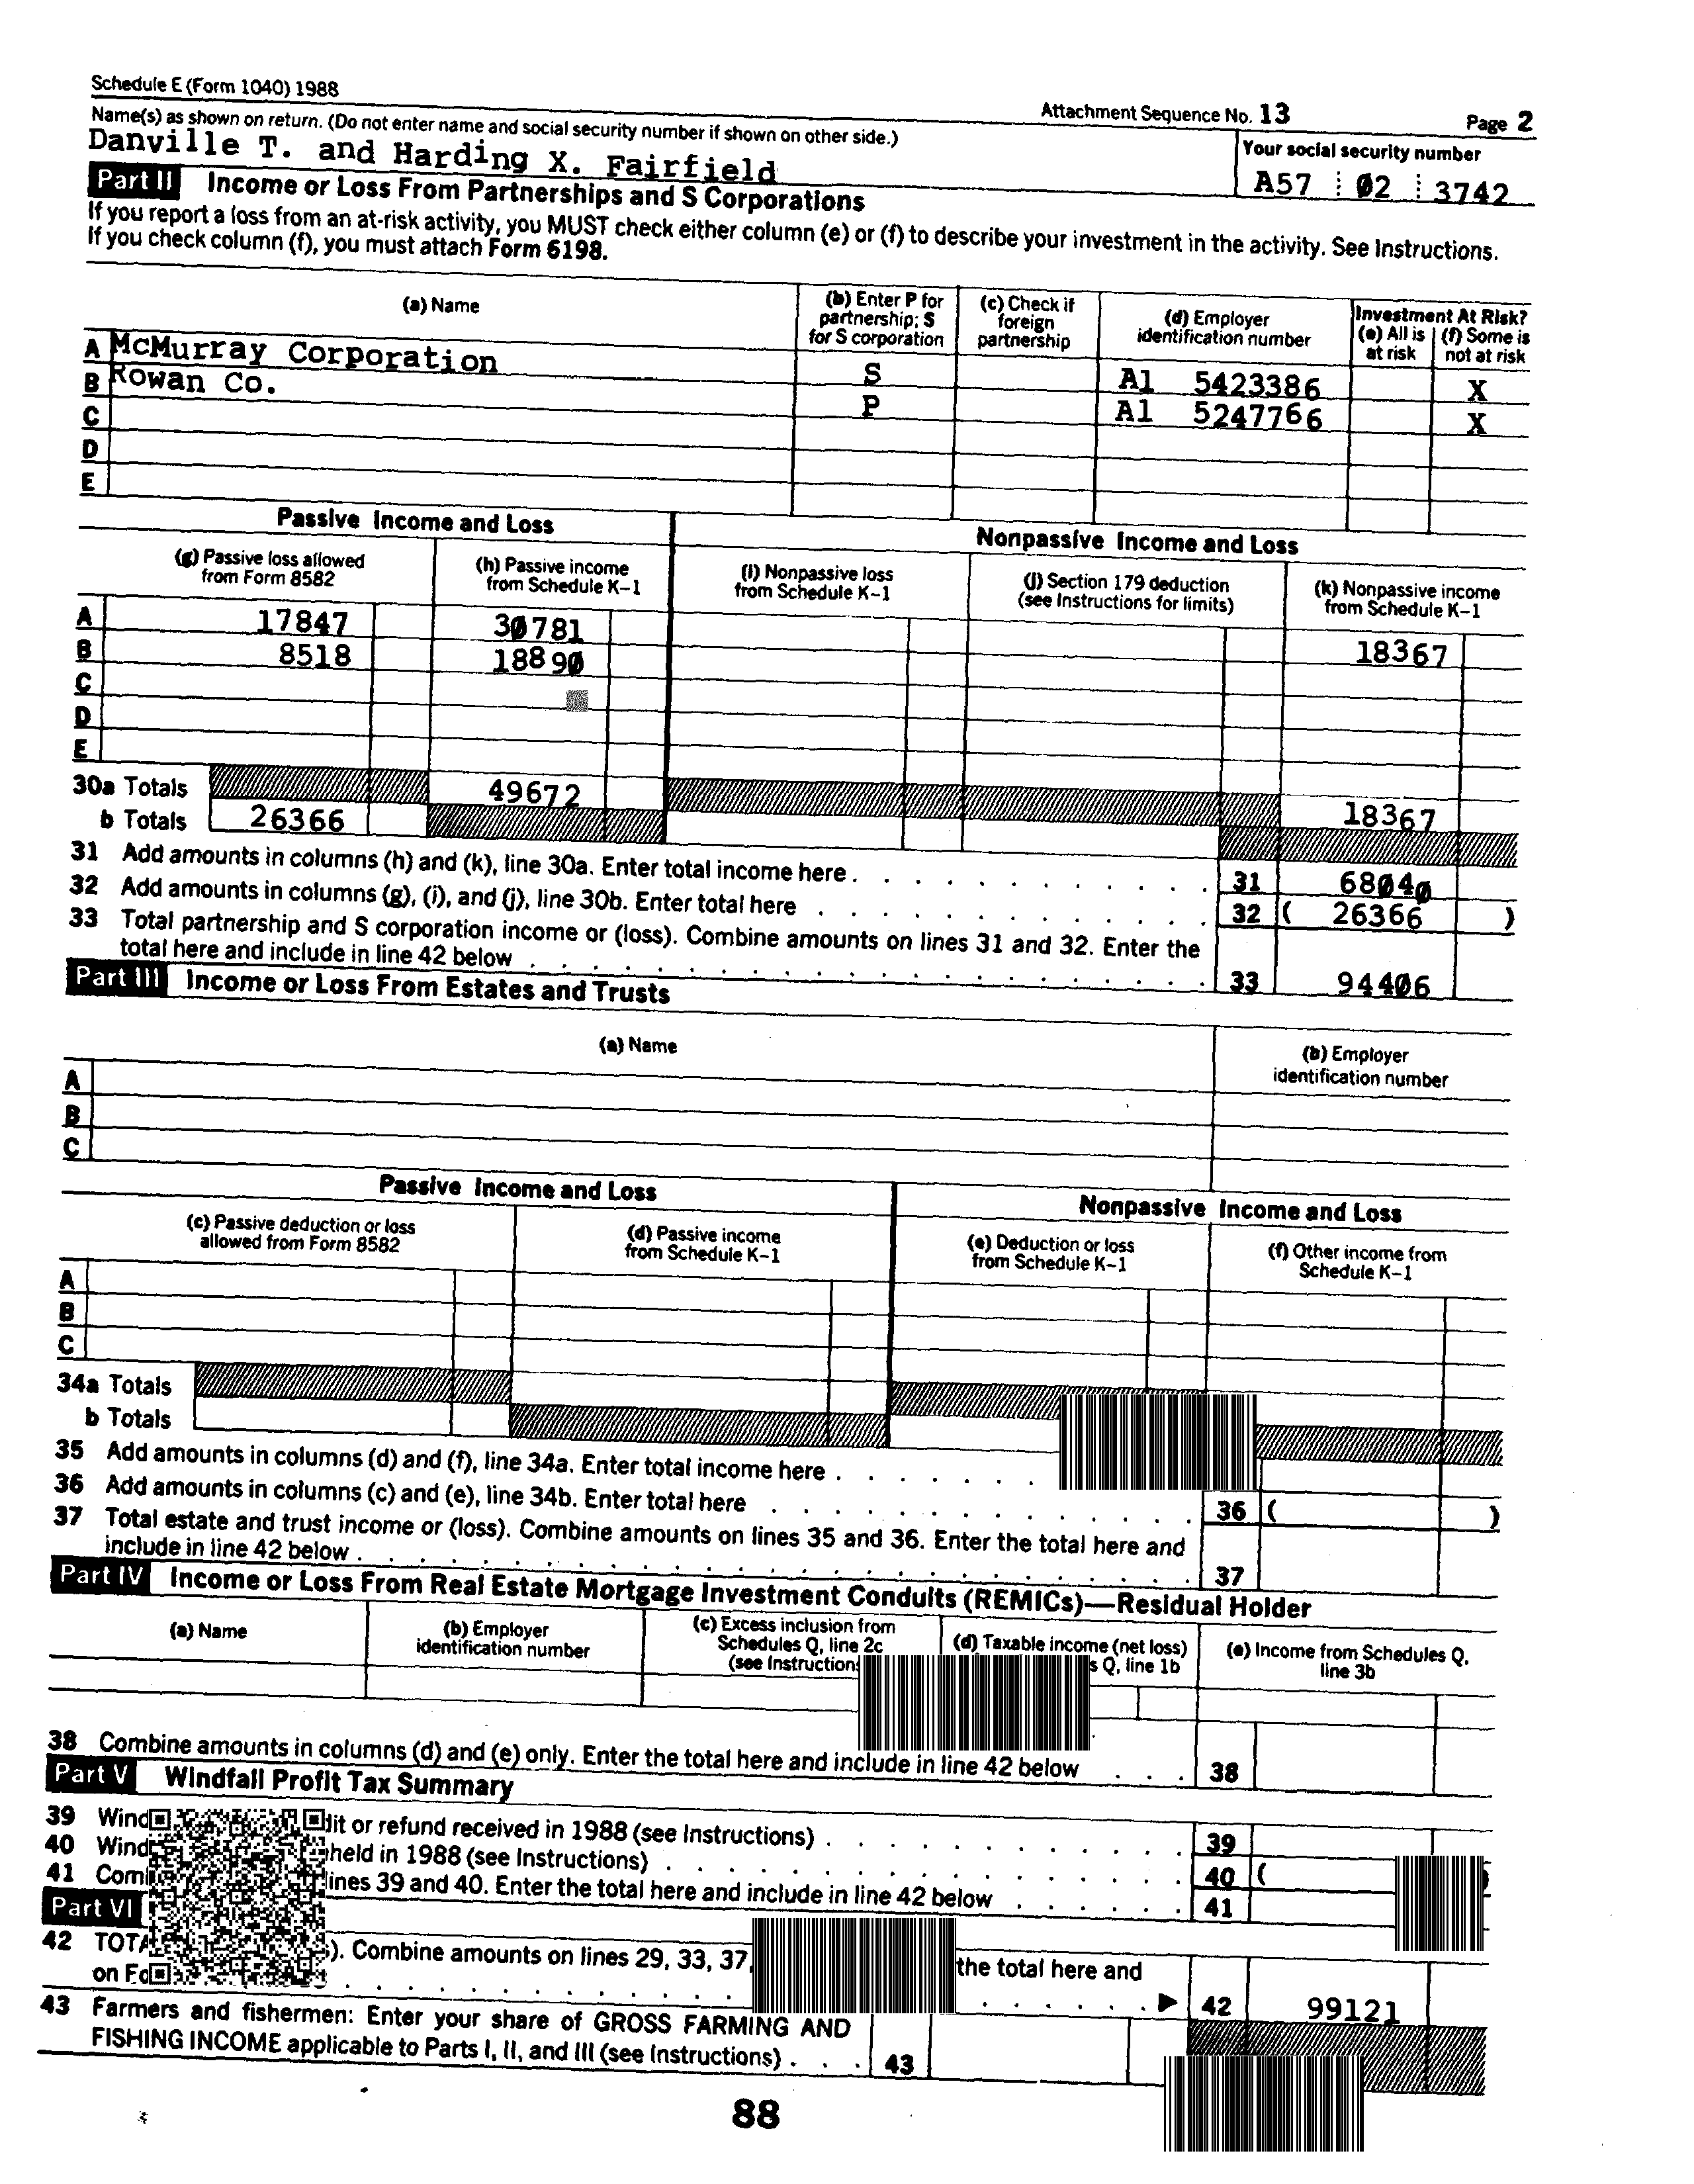 Schedule E (Form 1040) 1988
Attachment Sequence No. 13
Page 2
Name(s) as shown on return. (Do not enter name and social security number if shown on other side.)
Your social security number
Danville T. and Harding X. Fairfield
A57 02 3742
Part II Income or Loss From Partnerships and S Corporations
If you report a loss from an at-risk activity, you MUST check either column (e) or (f) to describe your investment in the activity. See Instructions.
If you check column (f), you must attach Form 6198.
(a) Name
(b) Enter P for partnership; S for S corporation
(c) Check if foreign partnership
(d) Employer identification number
Investment At Risk?
(e) All is at risk
(f) Some is not at risk
A McMurray Corporation S A1 5423386 X
B Rowan Co. P A1 5247766 X
C
D
E
Passive Income and Loss
Nonpassive Income and Loss
(g) Passive loss allowed from Form 8582
(h) Passive income from Schedule K-1
(i) Nonpassive loss from Schedule K-1
(j) Section 179 deduction (see Instructions for limits)
(k) Nonpassive income from Schedule K-1
A 17847 30781 18367
B 8518 18890
C
D
E
30a Totals 49672 18367
b Totals 26366
31 Add amounts in columns (h) and (k), line 30a. Enter total income here . 31 68040
32 Add amounts in columns (g), (i), and (j), line 30b. Enter total here . 32 ( 26366 )
33 Total partnership and S corporation income or (loss). Combine amounts on lines 31 and 32. Enter the
total here and include in line 42 below . 33 94406
Part III Income or Loss From Estates and Trusts
(a) Name
(b) Employer identification number
A
B
C
Passive Income and Loss
Nonpassive Income and Loss
(c) Passive deduction or loss allowed from Form 8582
(d) Passive income from Schedule K-1
(e) Deduction or loss from Schedule K-1
(f) Other income from Schedule K-1
A
B
C
34a Totals
b Totals
35 Add amounts in columns (d) and (f), line 34a. Enter total income here .
36 Add amounts in columns (c) and (e), line 34b. Enter total here . 36 ( )
37 Total estate and trust income or (loss). Combine amounts on lines 35 and 36. Enter the total here and
include in line 42 below . 37
Part IV Income or Loss From Real Estate Mortgage Investment Conduits (REMICs)—Residual Holder
(a) Name
(b) Employer identification number
(c) Excess inclusion from Schedules Q, line 2c (see Instructions
(d) Taxable income (net loss) s Q, line 1b
(e) Income from Schedules Q, line 3b
38 Combine amounts in columns (d) and (e) only. Enter the total here and include in line 42 below . 38
Part V Windfall Profit Tax Summary
39 Wind dit or refund received in 1988 (see Instructions) . 39
40 Wind held in 1988 (see Instructions) . 40 (
41 Com lines 39 and 40. Enter the total here and include in line 42 below . 41
Part VI
42 TOTA ). Combine amounts on lines 29, 33, 37, the total here and
on Fo 42 99121
43 Farmers and fishermen: Enter your share of GROSS FARMING AND
FISHING INCOME applicable to Parts I, II, and III (see Instructions) . 43
88